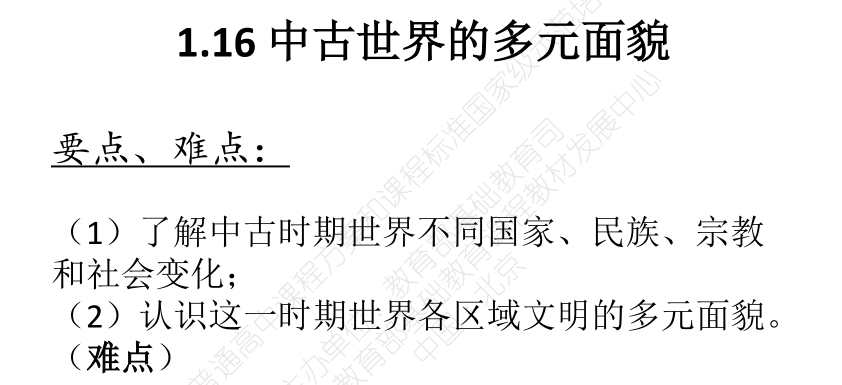 1.16 中古世界的多元面貌
要点、难点：
（1）了解中古时期世界不同国家、民族、宗教
和社会变化；
（2）认识这一时期世界各区域文明的多元面貌。
（难点）